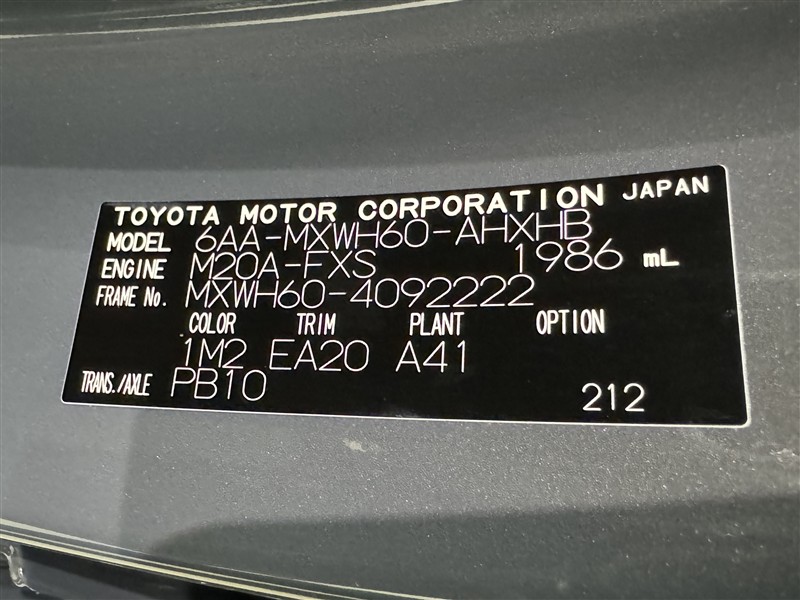 TOYOTA MOTOR CORPORATION JAPAN
MODEL 6AA-MXWH60-AHXHB
ENGINE M20A-FXS 1986 mL
FRAME No. MXWH60-4092222
COLOR TRIM PLANT OPTION
1M2 EA20 A41
TRANS./AXLE PB10
212